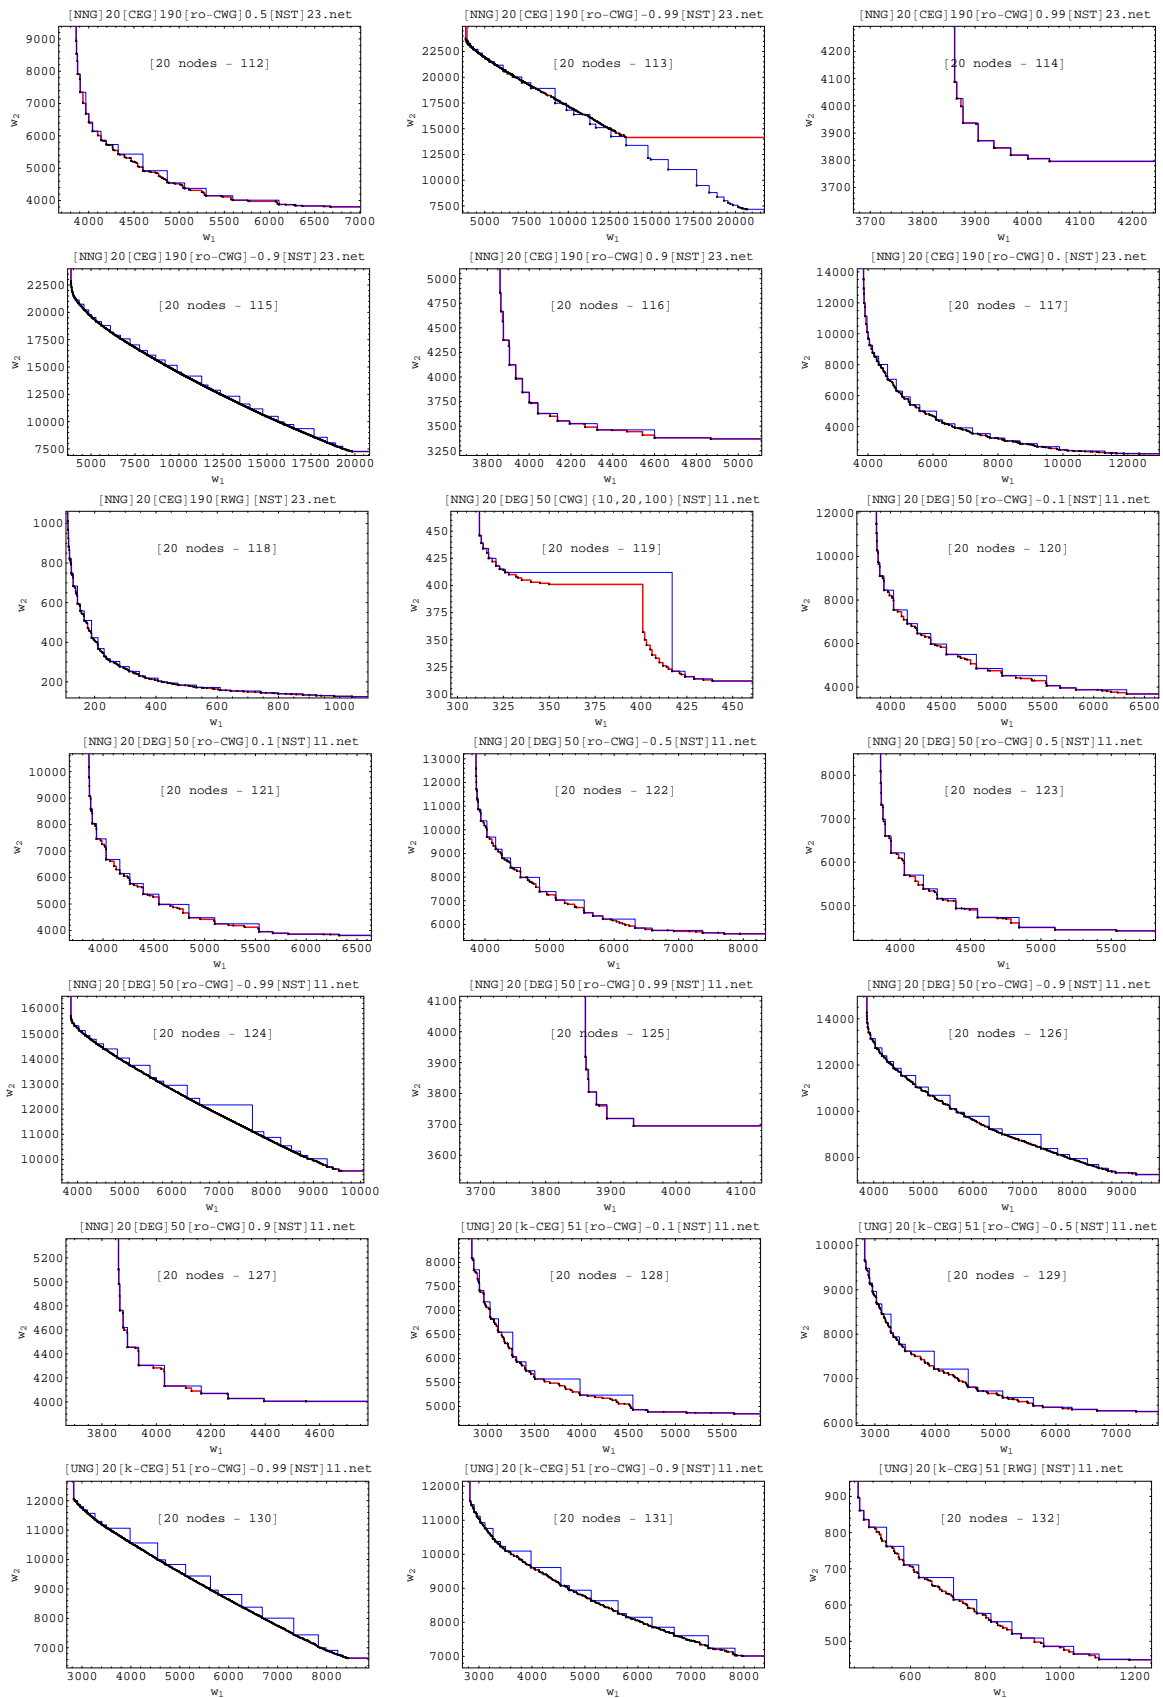 [NNG]20[CEG]190[ro-CWG]0.5[NST]23.net
[20 nodes - 112]
w2
9000
8000
7000
6000
5000
4000
4000 4500 5000 5500 6000 6500 7000
w1
[NNG]20[CEG]190[ro-CWG]-0.99[NST]23.net
[20 nodes - 113]
w2
22500
20000
17500
15000
12500
10000
7500
5000 10000 15000 20000
w1
[NNG]20[CEG]190[ro-CWG]0.99[NST]23.net
[20 nodes - 114]
w2
4200
4100
4000
3900
3800
3700
3700 3800 3900 4000 4100 4200
w1
[NNG]20[CEG]190[ro-CWG]-0.9[NST]23.net
[20 nodes - 115]
w2
22500
20000
17500
15000
12500
10000
7500
5000 7500 10000 12500 15000 17500 20000
w1
[NNG]20[CEG]190[ro-CWG]0.9[NST]23.net
[20 nodes - 116]
w2
5000
4750
4500
4250
4000
3750
3500
3250
3800 4000 4200 4400 4600 4800 5000
w1
[NNG]20[CEG]190[ro-CWG]0.[NST]23.net
[20 nodes - 117]
w2
14000
12000
10000
8000
6000
4000
4000 6000 8000 10000 12000
w1
[NNG]20[CEG]190[RWG][NST]23.net
[20 nodes - 118]
w2
1000
800
600
400
200
200 400 600 800 1000
w1
[NNG]20[DEG]50[CWG]{10,20,100}[NST]11.net
[20 nodes - 119]
w2
450
425
400
375
350
325
300
300 325 350 375 400 425 450
w1
[NNG]20[DEG]50[ro-CWG]-0.1[NST]11.net
[20 nodes - 120]
w2
12000
10000
8000
6000
4000
4000 4500 5000 5500 6000 6500
w1
[NNG]20[DEG]50[ro-CWG]0.1[NST]11.net
[20 nodes - 121]
w2
10000
9000
8000
7000
6000
5000
4000
4000 4500 5000 5500 6000 6500
w1
[NNG]20[DEG]50[ro-CWG]-0.5[NST]11.net
[20 nodes - 122]
w2
13000
12000
11000
10000
9000
8000
7000
6000
4000 5000 6000 7000 8000
w1
[NNG]20[DEG]50[ro-CWG]0.5[NST]11.net
[20 nodes - 123]
w2
8000
7000
6000
5000
4000 4500 5000 5500
w1
[NNG]20[DEG]50[ro-CWG]-0.99[NST]11.net
[20 nodes - 124]
w2
16000
15000
14000
13000
12000
11000
10000
4000 5000 6000 7000 8000 9000 10000
w1
[NNG]20[DEG]50[ro-CWG]0.99[NST]11.net
[20 nodes - 125]
w2
4100
4000
3900
3800
3700
3600
3700 3800 3900 4000 4100
w1
[NNG]20[DEG]50[ro-CWG]-0.9[NST]11.net
[20 nodes - 126]
w2
14000
12000
10000
8000
4000 5000 6000 7000 8000 9000
w1
[NNG]20[DEG]50[ro-CWG]0.9[NST]11.net
[20 nodes - 127]
w2
5200
5000
4800
4600
4400
4200
4000
3800 4000 4200 4400 4600
w1
[UNG]20[k-CEG]51[ro-CWG]-0.1[NST]11.net
[20 nodes - 128]
w2
8000
7500
7000
6500
6000
5500
5000
3000 3500 4000 4500 5000 5500
w1
[UNG]20[k-CEG]51[ro-CWG]-0.5[NST]11.net
[20 nodes - 129]
w2
10000
9000
8000
7000
6000
3000 4000 5000 6000 7000
w1
[UNG]20[k-CEG]51[ro-CWG]-0.99[NST]11.net
[20 nodes - 130]
w2
12000
11000
10000
9000
8000
7000
3000 4000 5000 6000 7000 8000
w1
[UNG]20[k-CEG]51[ro-CWG]-0.9[NST]11.net
[20 nodes - 131]
w2
12000
11000
10000
9000
8000
7000
3000 4000 5000 6000 7000 8000
w1
[UNG]20[k-CEG]51[RWG][NST]11.net
[20 nodes - 132]
w2
900
800
700
600
500
600 800 1000 1200
w1